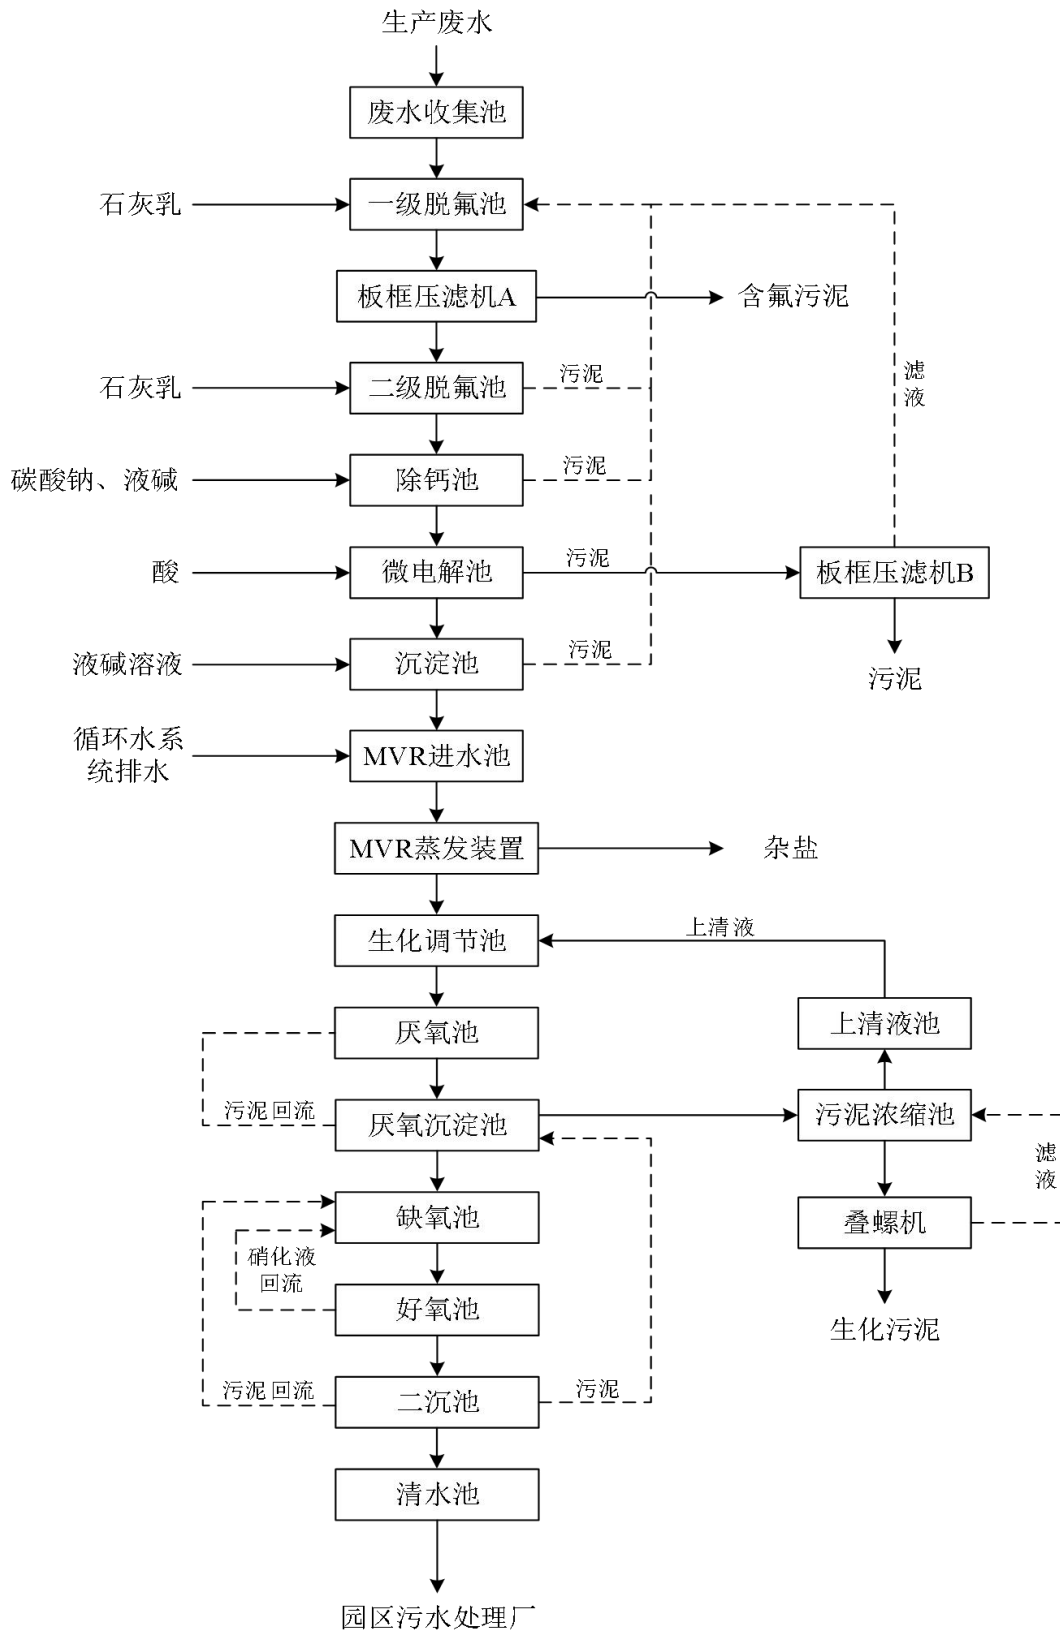 生产废水
废水收集池
石灰乳
一级脱氟池
板框压滤机A
含氟污泥
石灰乳
二级脱氟池
污泥
滤
液
碳酸钠、液碱
除钙池
污泥
酸
微电解池
污泥
板框压滤机B
液碱溶液
沉淀池
污泥
污泥
循环水系
统排水
MVR进水池
MVR蒸发装置
杂盐
生化调节池
上清液
厌氧池
上清液池
污泥回流
厌氧沉淀池
污泥浓缩池
滤
液
缺氧池
叠螺机
硝化液
回流
好氧池
生化污泥
污泥回流
二沉池
污泥
清水池
园区污水处理厂